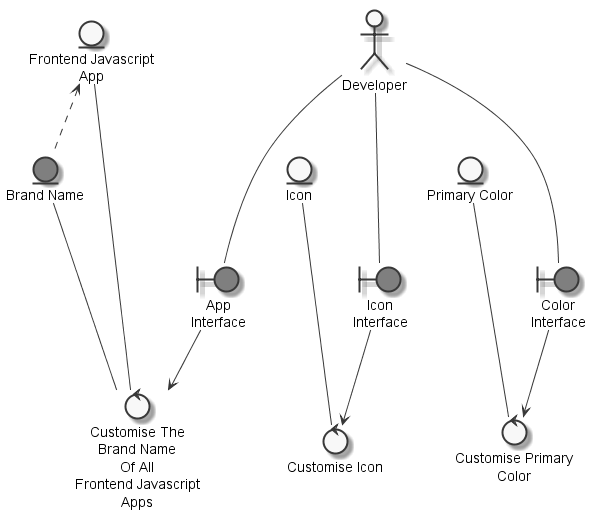 Frontend Javascript
App
Developer
Brand Name
Icon
Primary Color
App
Interface
Icon
Interface
Color
Interface
Customise The
Brand Name
Of All
Frontend Javascript
Apps
Customise Icon
Customise Primary
Color